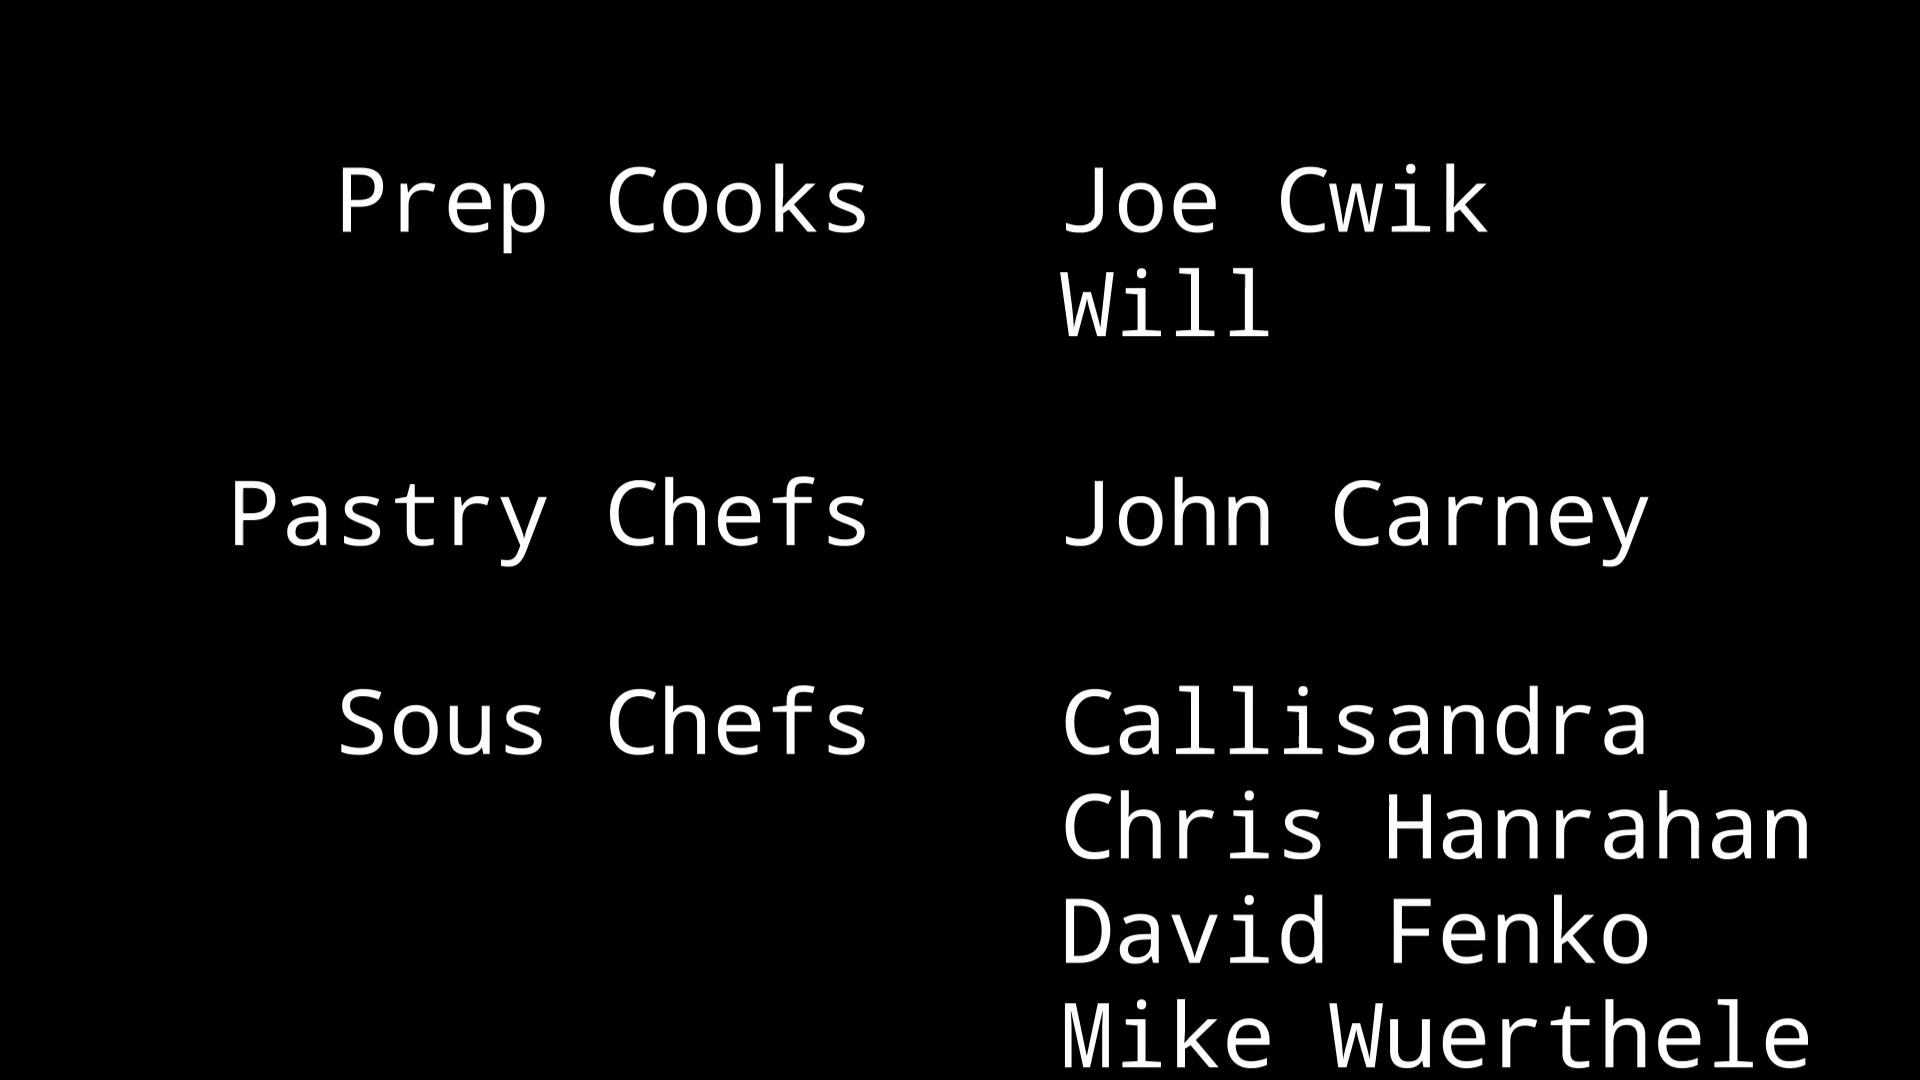 Prep Cooks Joe Cwik
Will
Pastry Chefs John Carney
Sous Chefs Callisandra
Chris Hanrahan
David Fenko
Mike Wuerthele